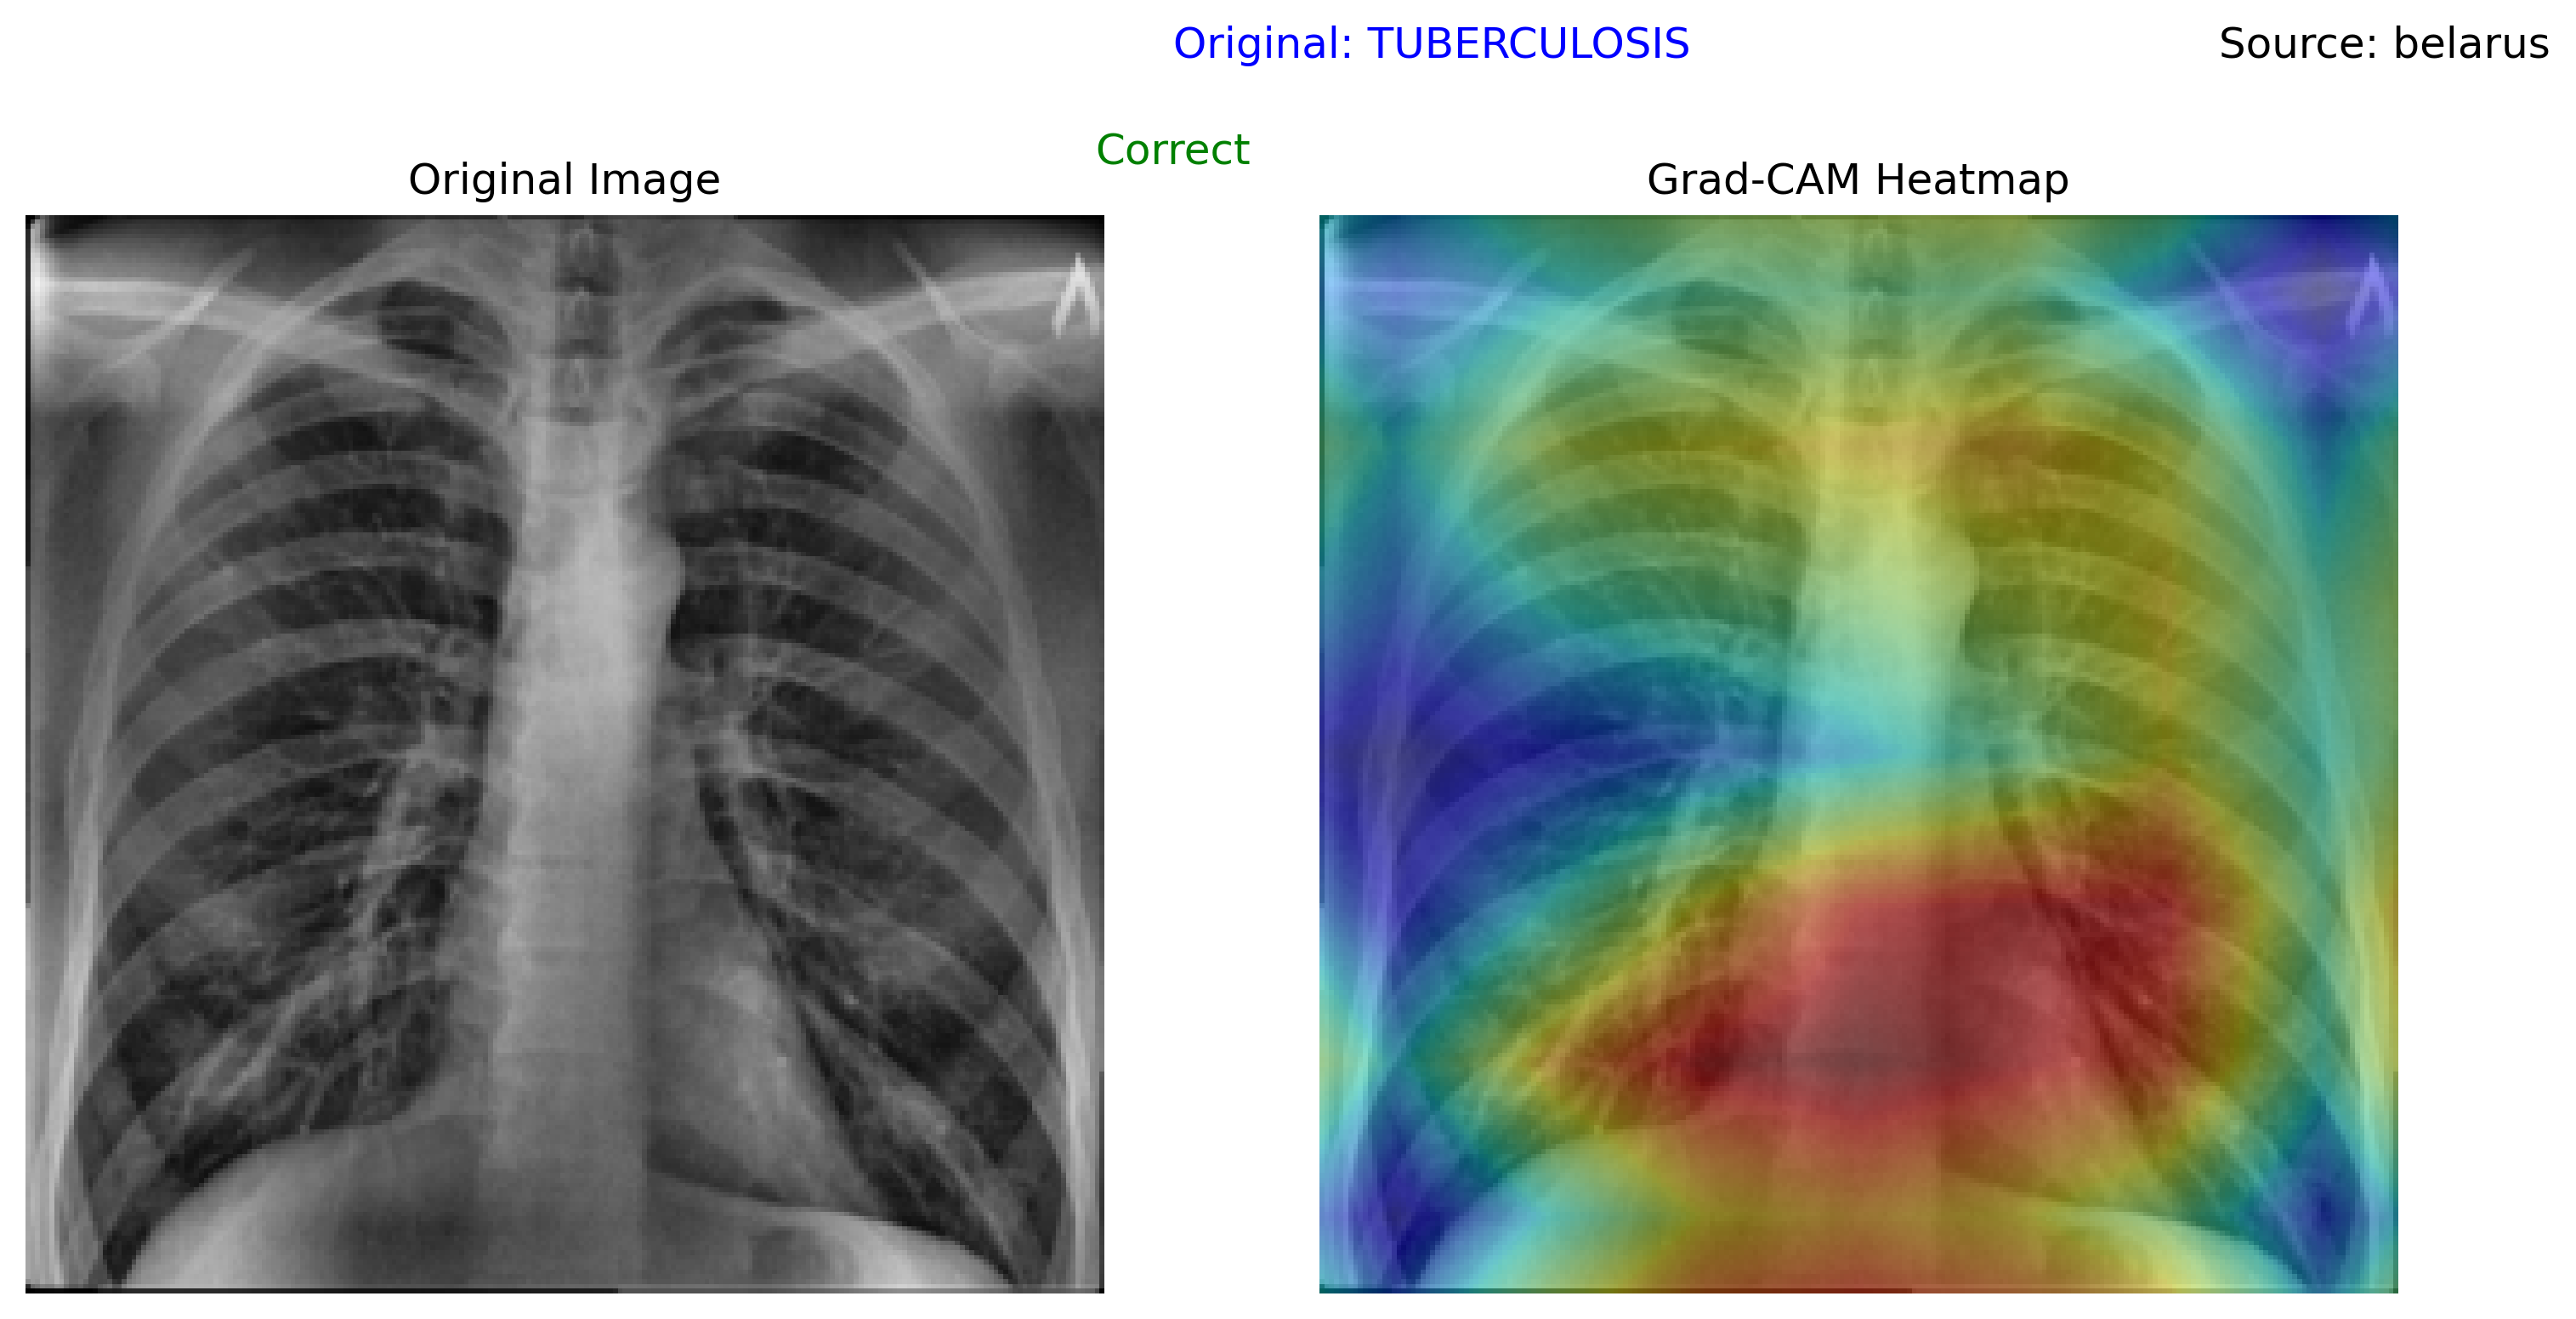 Original: TUBERCULOSIS
Source: belarus
Correct
Original Image
Grad-CAM Heatmap